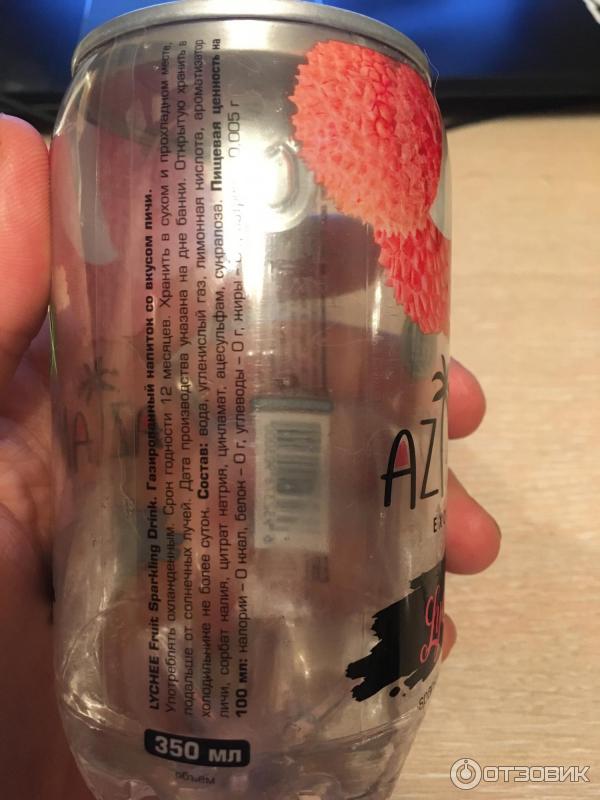 LYCHEE Fruit Sparkling Drink. Газированный напиток со вкусом личи.
Употреблять охлажденным. Срок годности 12 месяцев. Хранить в сухом и прохладном месте,
подальше от солнечных лучей. Дата производства указана на дне банки. Открытую хранить в
холодильнике не более суток. Состав: вода, углекислый газ, лимонная кислота, ароматизатор
личи, сорбат калия, цитрат натрия, цикламат, ацесульфам, сукралоза. Пищевая ценность на
100 мл: калории – 0 ккал, белок – 0 г, углеводы – 0 г, жиры – 0,005 г
350 МЛ
объём
AZ
ОТЗОВИК